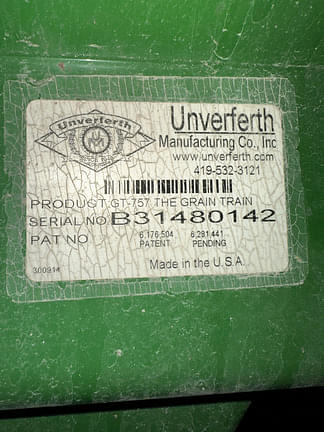 Unverferth
Unverferth
Manufacturing Co., Inc
www.unverferth.com
419-532-3121
PRODUCT GT-757 THE GRAIN TRAIN
SERIAL NO B31480142
PAT NO 6,176,504 6,291,441
PATENT PENDING
300914 Made in the U.S.A.